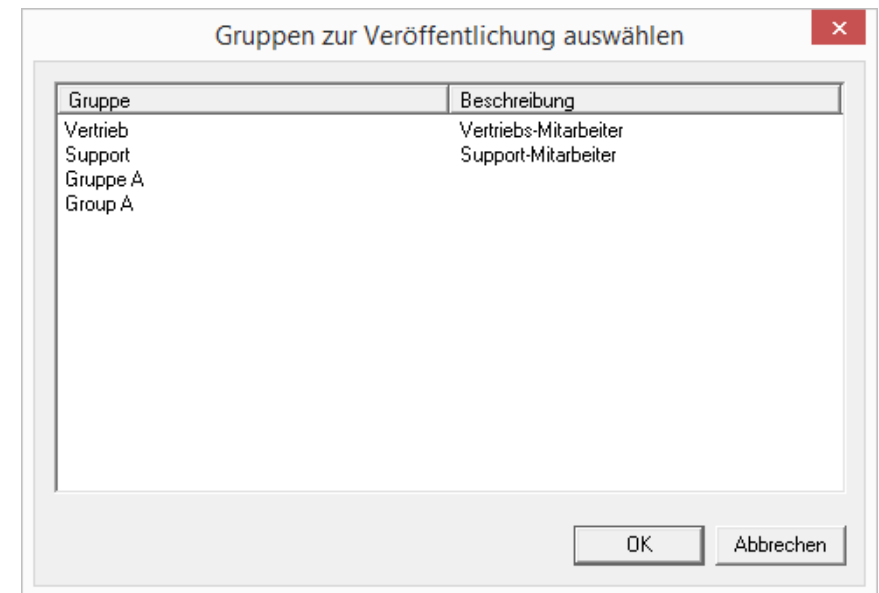 Gruppen zur Veröffentlichung auswählen
Gruppe Beschreibung
Vertrieb Vertriebs-Mitarbeiter
Support Support-Mitarbeiter
Gruppe A
Group A
OK Abbrechen